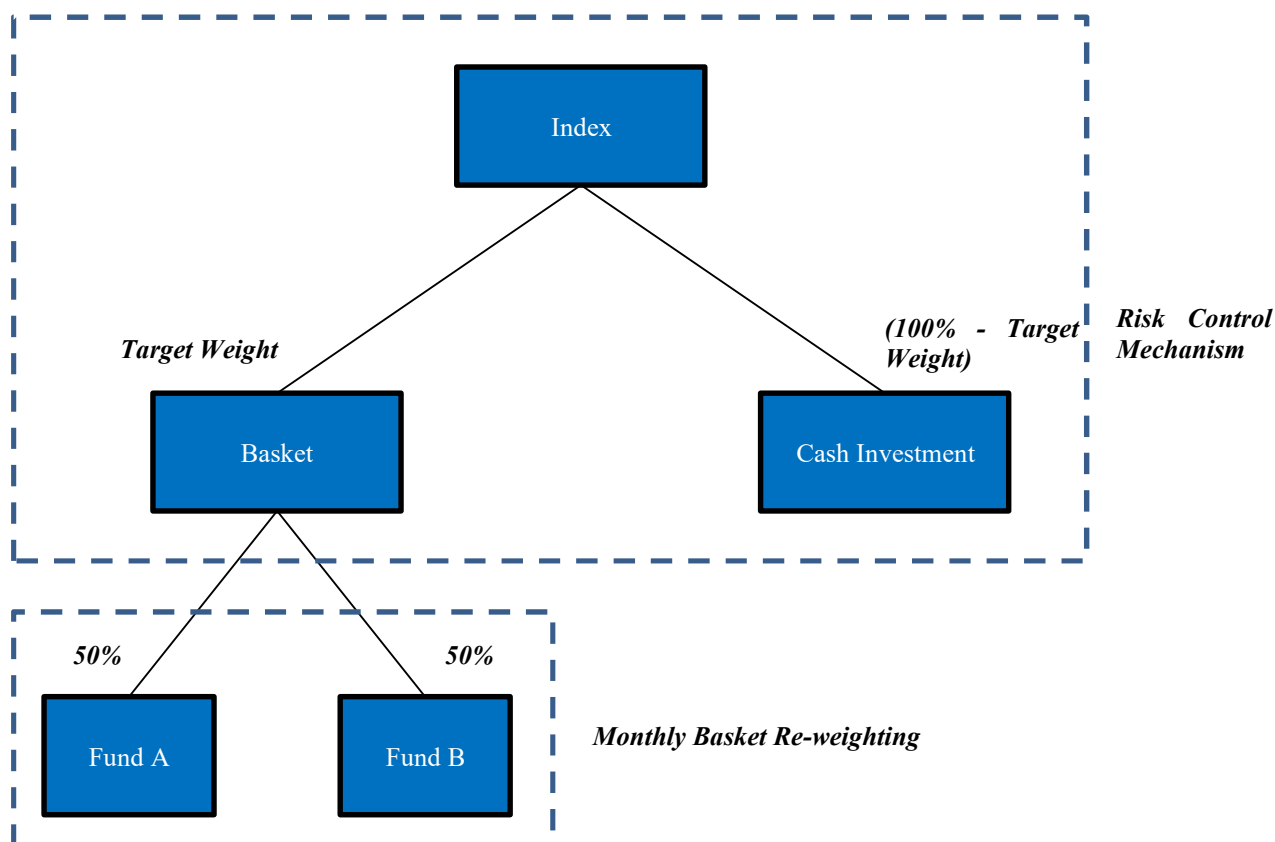 Index
Target Weight
(100% - Target
Weight)
Risk Control
Mechanism
Basket
Cash Investment
50%
50%
Fund A
Fund B
Monthly Basket Re-weighting